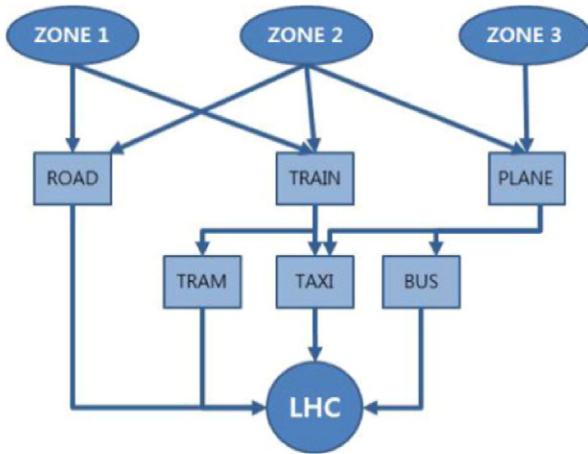 ZONE 1
ZONE 2
ZONE 3
ROAD
TRAIN
PLANE
TRAM
TAXI
BUS
LHC